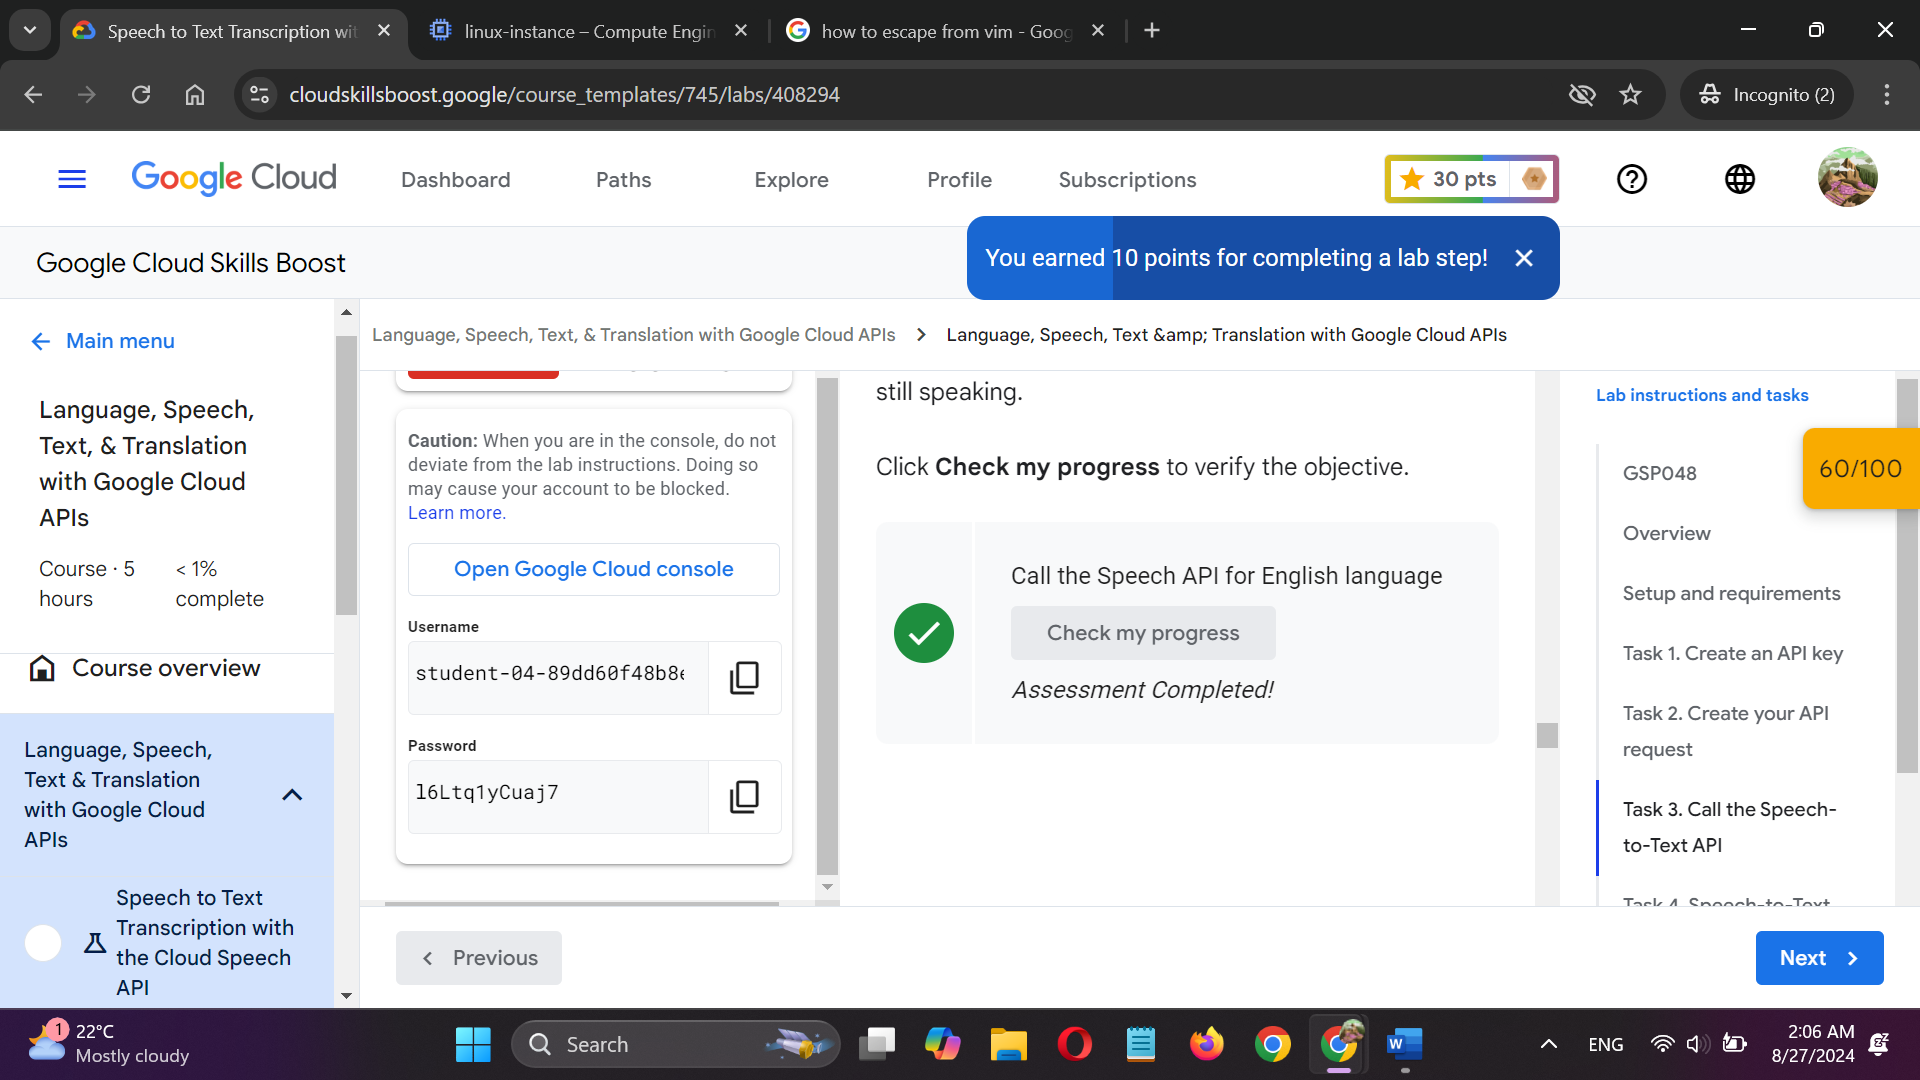 Speech to Text Transcription wit
linux-instance – Compute Engin
how to escape from vim - Goog
cloudskillsboost.google/course_templates/745/labs/408294
Incognito (2)
Google Cloud
Dashboard
Paths
Explore
Profile
Subscriptions
30 pts
Google Cloud Skills Boost
You earned 10 points for completing a lab step!
Main menu
Language, Speech, Text, & Translation with Google Cloud APIs
Language, Speech, Text &amp; Translation with Google Cloud APIs
Language, Speech,
Text, & Translation
with Google Cloud
APIs
Course · 5
hours
< 1%
complete
Course overview
Language, Speech,
Text & Translation
with Google Cloud
APIs
Speech to Text
Transcription with
the Cloud Speech
API
Caution: When you are in the console, do not
deviate from the lab instructions. Doing so
may cause your account to be blocked.
Learn more.
Open Google Cloud console
Username
student-04-89dd60f48b8e
Password
l6Ltq1yCuaj7
still speaking.
Click Check my progress to verify the objective.
Call the Speech API for English language
Check my progress
Assessment Completed!
Lab instructions and tasks
60/100
GSP048
Overview
Setup and requirements
Task 1. Create an API key
Task 2. Create your API
request
Task 3. Call the Speech-
to-Text API
Task 4. Speech-to-Text
Previous
Next
1
22°C
Mostly cloudy
Search
W
ENG
2:06 AM
8/27/2024